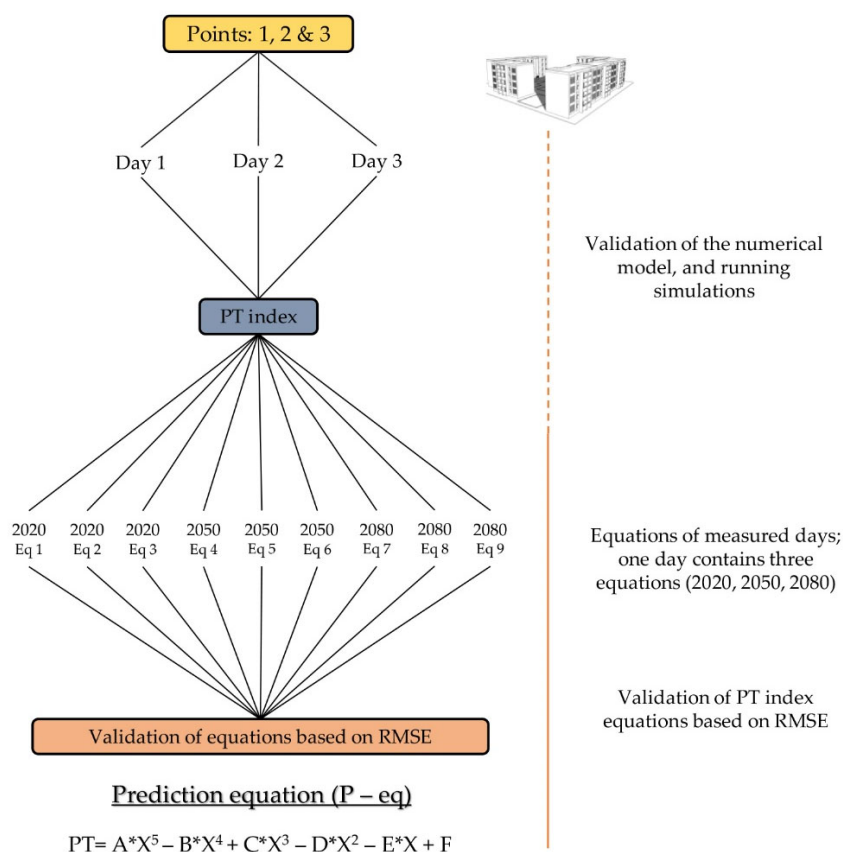 Points: 1, 2 & 3
Day 1
Day 2
Day 3
Validation of the numerical
model, and running
simulations
PT index
2020 2020 2020 2050 2050 2050 2080 2080 2080
Eq 1 Eq 2 Eq 3 Eq 4 Eq 5 Eq 6 Eq 7 Eq 8 Eq 9
Equations of measured days;
one day contains three
equations (2020, 2050, 2080)
Validation of PT index
equations based on RMSE
Validation of equations based on RMSE
Prediction equation (P – eq)
PT= A*X⁵ – B*X⁴ + C*X³ – D*X² – E*X + F